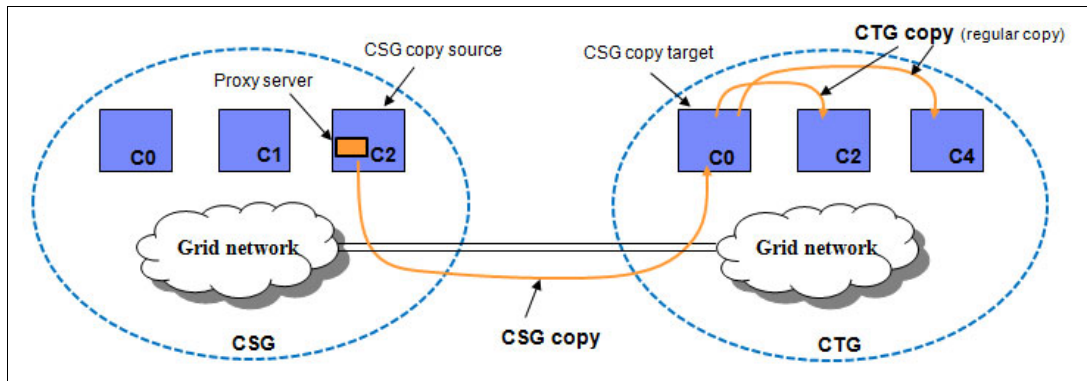 CSG copy source
Proxy server
C0
C1
C2
Grid network
CSG
CSG copy
CSG copy target
CTG copy (regular copy)
C0
C2
C4
Grid network
CTG